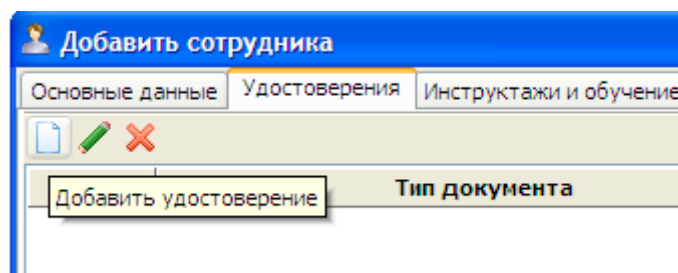 Добавить сотрудника
Основные данные Удостоверения Инструктажи и обучение
Тип документа
Добавить удостоверение